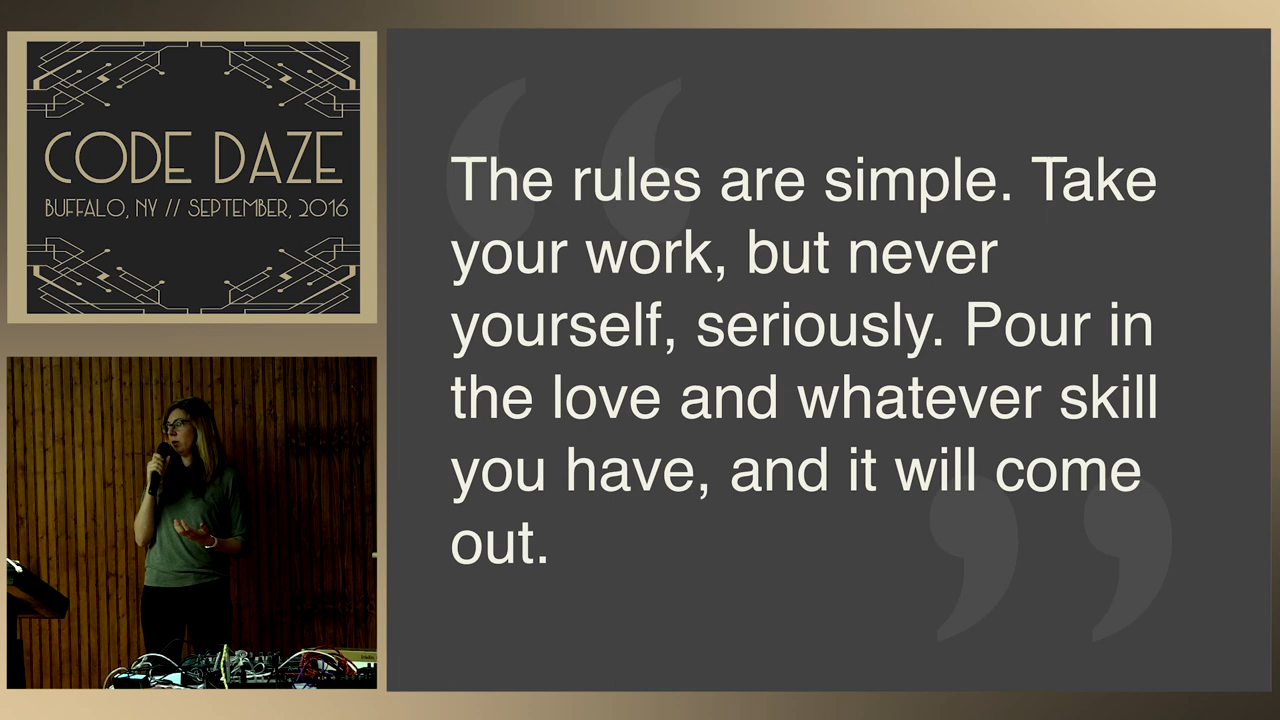 CODE DAZE
BUFFALO, NY // SEPTEMBER, 2016
The rules are simple. Take
your work, but never
yourself, seriously. Pour in
the love and whatever skill
you have, and it will come
out.